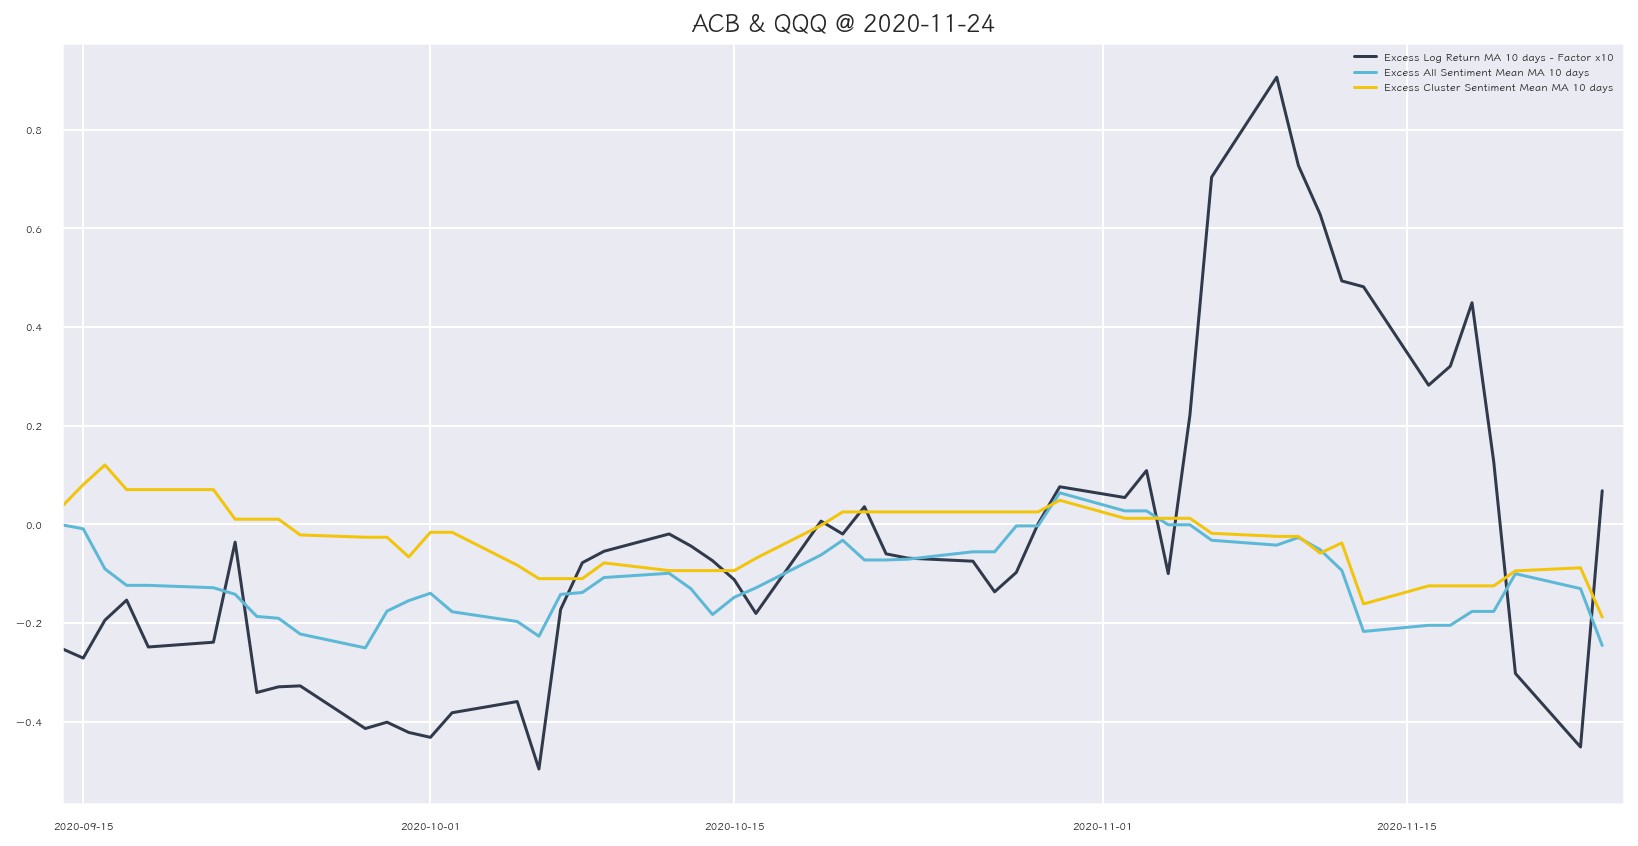 ACB & QQQ @ 2020-11-24
Excess Log Return MA 10 days - Factor x10
Excess All Sentiment Mean MA 10 days
Excess Cluster Sentiment Mean MA 10 days
0.8
0.6
0.4
0.2
0.0
−0.2
−0.4
2020-09-15 2020-10-01 2020-10-15 2020-11-01 2020-11-15